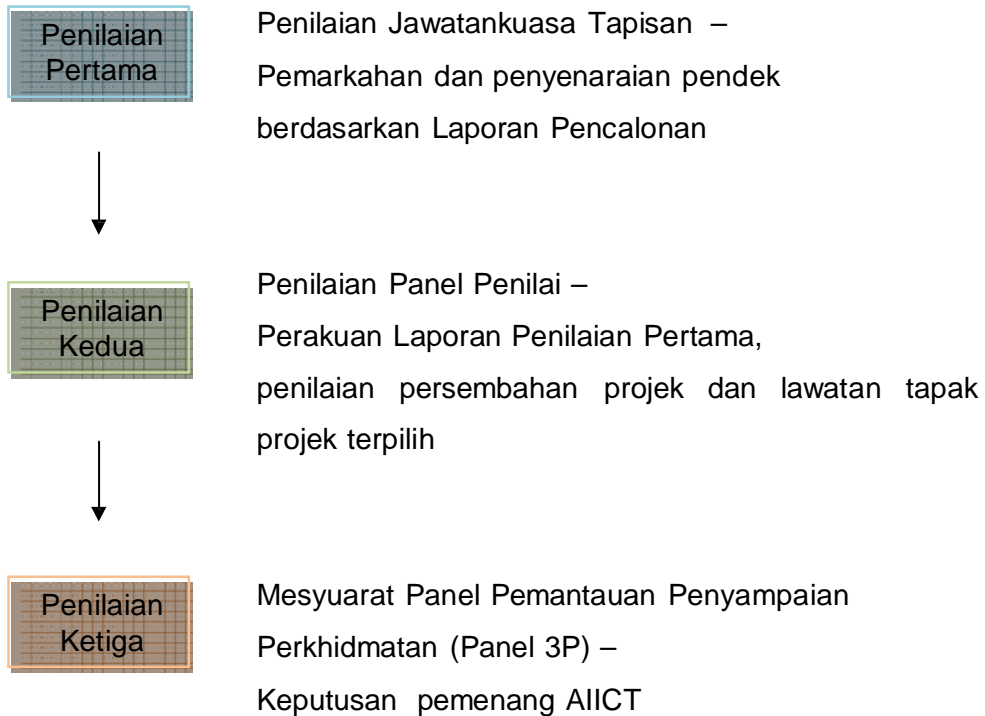 Penilaian
Pertama
Penilaian Jawatankuasa Tapisan –
Pemarkahan dan penyenaraian pendek
berdasarkan Laporan Pencalonan
Penilaian
Kedua
Penilaian Panel Penilai –
Perakuan Laporan Penilaian Pertama,
penilaian persembahan projek dan lawatan tapak
projek terpilih
Penilaian
Ketiga
Mesyuarat Panel Pemantauan Penyampaian
Perkhidmatan (Panel 3P) –
Keputusan pemenang AIICT